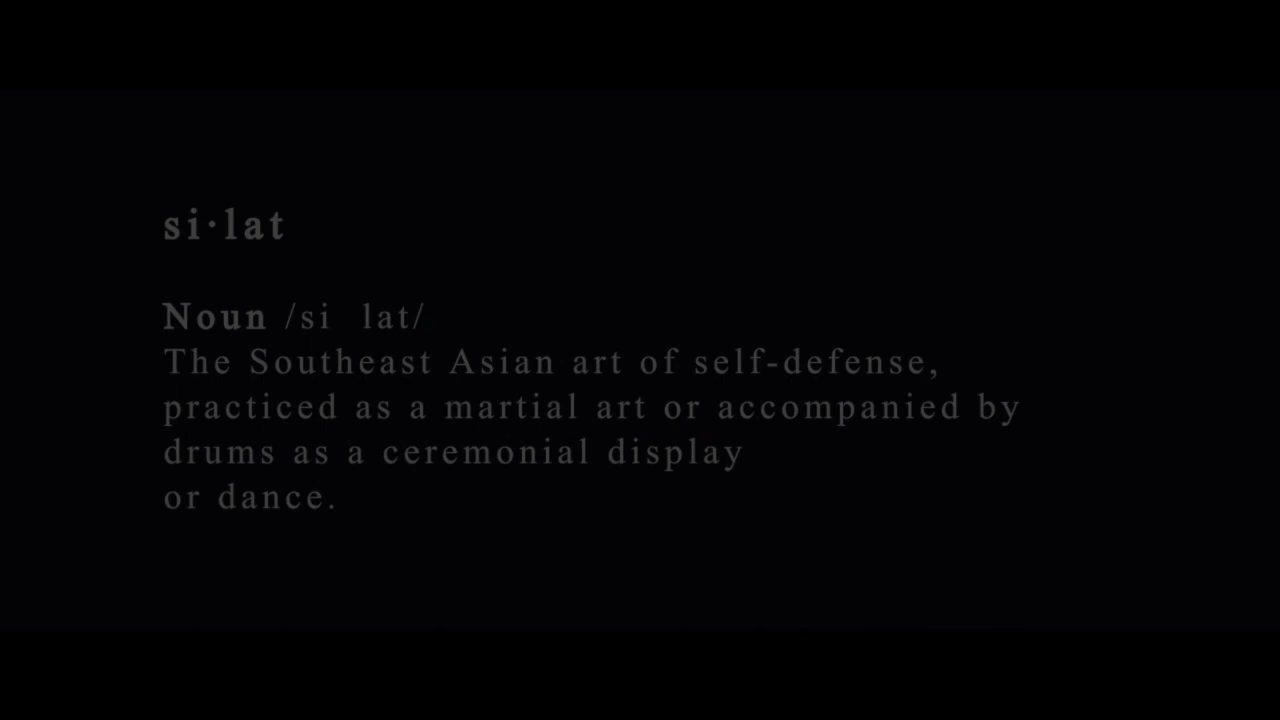 si·lat
Noun /si lat/
The Southeast Asian art of self-defense,
practiced as a martial art or accompanied by
drums as a ceremonial display
or dance.